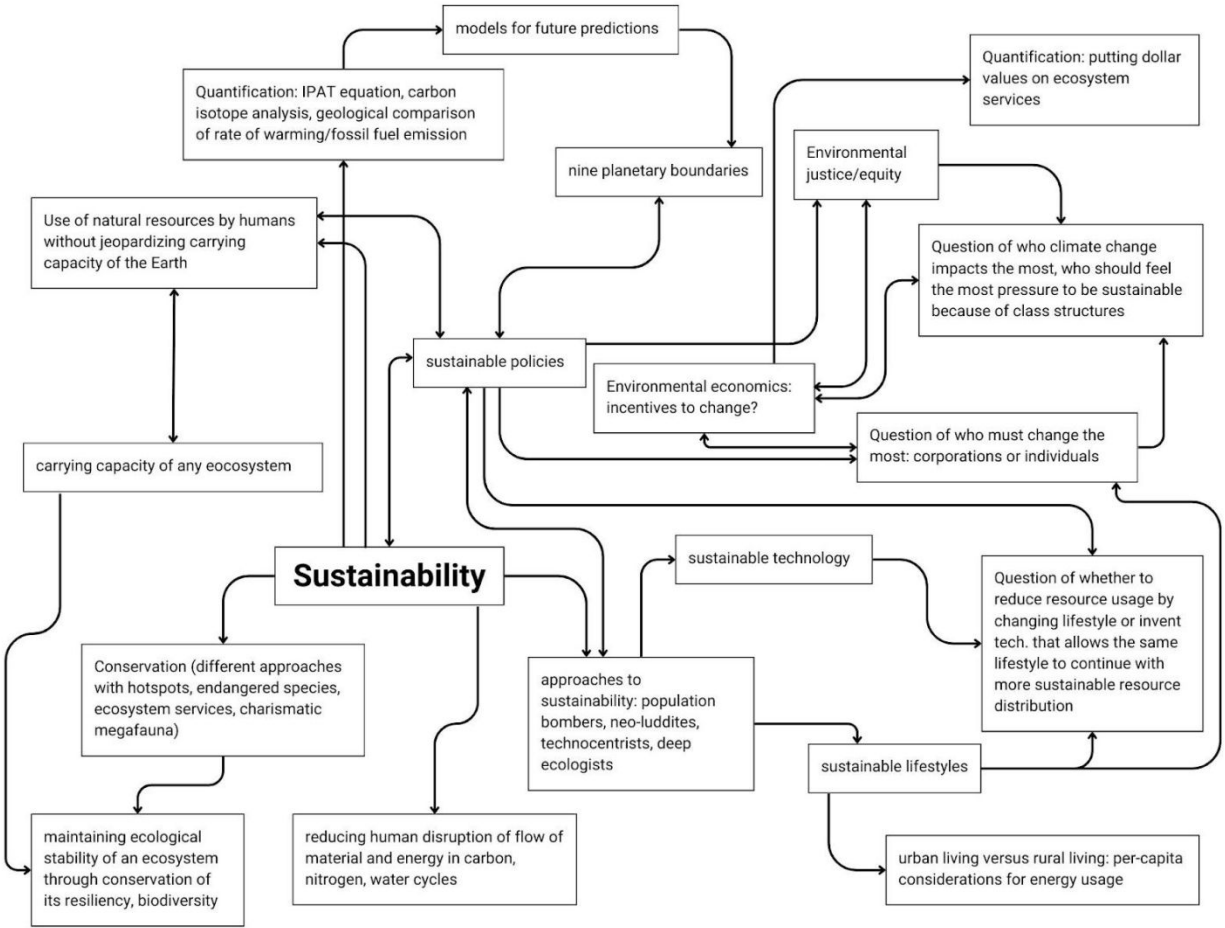 models for future predictions
Quantification: putting dollar
values on ecosystem
services
Quantification: IPAT equation, carbon
isotope analysis, geological comparison
of rate of warming/fossil fuel emission
Environmental
justice/equity
nine planetary boundaries
Use of natural resources by humans
without jeopardizing carrying
capacity of the Earth
Question of who climate change
impacts the most, who should feel
the most pressure to be sustainable
because of class structures
sustainable policies
Environmental economics:
incentives to change?
Question of who must change the
most: corporations or individuals
carrying capacity of any eocosystem
Sustainability
sustainable technology
Question of whether to
reduce resource usage by
changing lifestyle or invent
tech. that allows the same
lifestyle to continue with
more sustainable resource
distribution
Conservation (different approaches
with hotspots, endangered species,
ecosystem services, charismatic
megafauna)
approaches to
sustainability: population
bombers, neo-luddites,
technocentrists, deep
ecologists
sustainable lifestyles
maintaining ecological
stability of an ecosystem
through conservation of
its resiliency, biodiversity
reducing human disruption of flow of
material and energy in carbon,
nitrogen, water cycles
urban living versus rural living: per-capita
considerations for energy usage